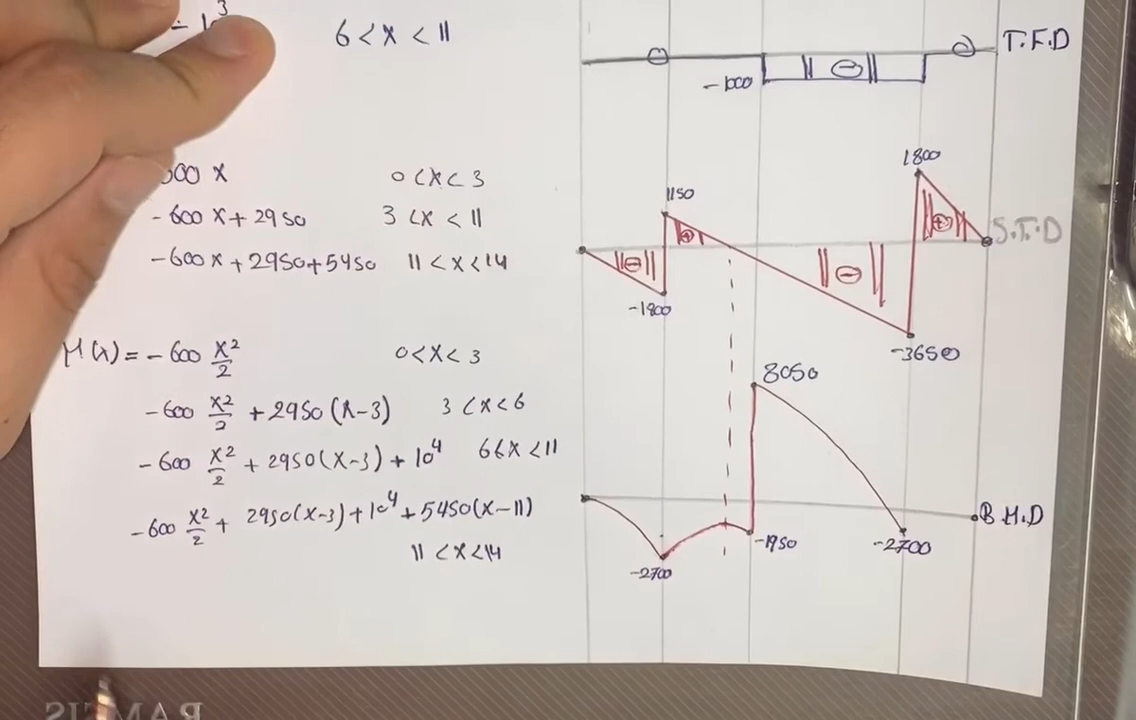 6 < x < 11
T.F.D
-1000 || ⊖ ||
00 x 0 < x < 3
-600 x + 2950 3 < x < 11
-600 x + 2950 + 5450 11 < x < 14
1800
1150
||⊕||
⊕
S.F.D
||⊖||
|| ⊖ ||
-1800
-3650
M(x) = -600 x²/2 0 < x < 3
-600 x²/2 + 2950 (x-3) 3 < x < 6
-600 x²/2 + 2950 (x-3) + 10⁴ 6 < x < 11
-600 x²/2 + 2950 (x-3) + 10⁴ + 5450 (x-11)
11 < x < 14
8050
B.M.D
-1950
-2700
-2700